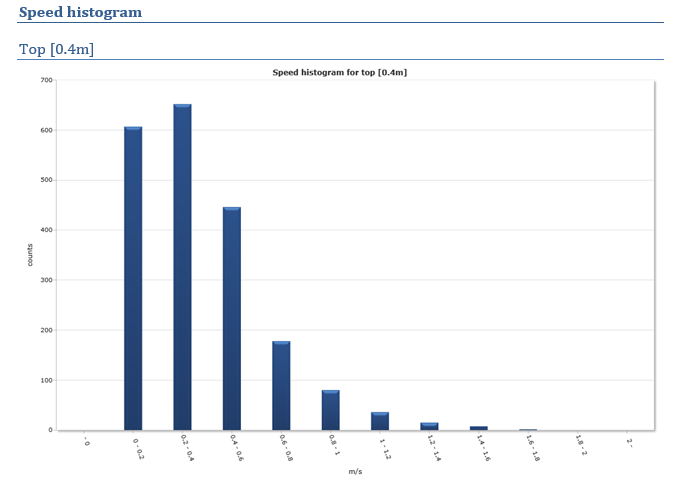 Speed histogram
Top [0.4m]
Speed histogram for top [0.4m]
700
600
500
400
300
200
100
0
counts
- 0
0 - 0,2
0,2 - 0,4
0,4 - 0,6
0,6 - 0,8
0,8 - 1
1 - 1,2
1,2 - 1,4
1,4 - 1,6
1,6 - 1,8
1,8 - 2
2 -
m/s